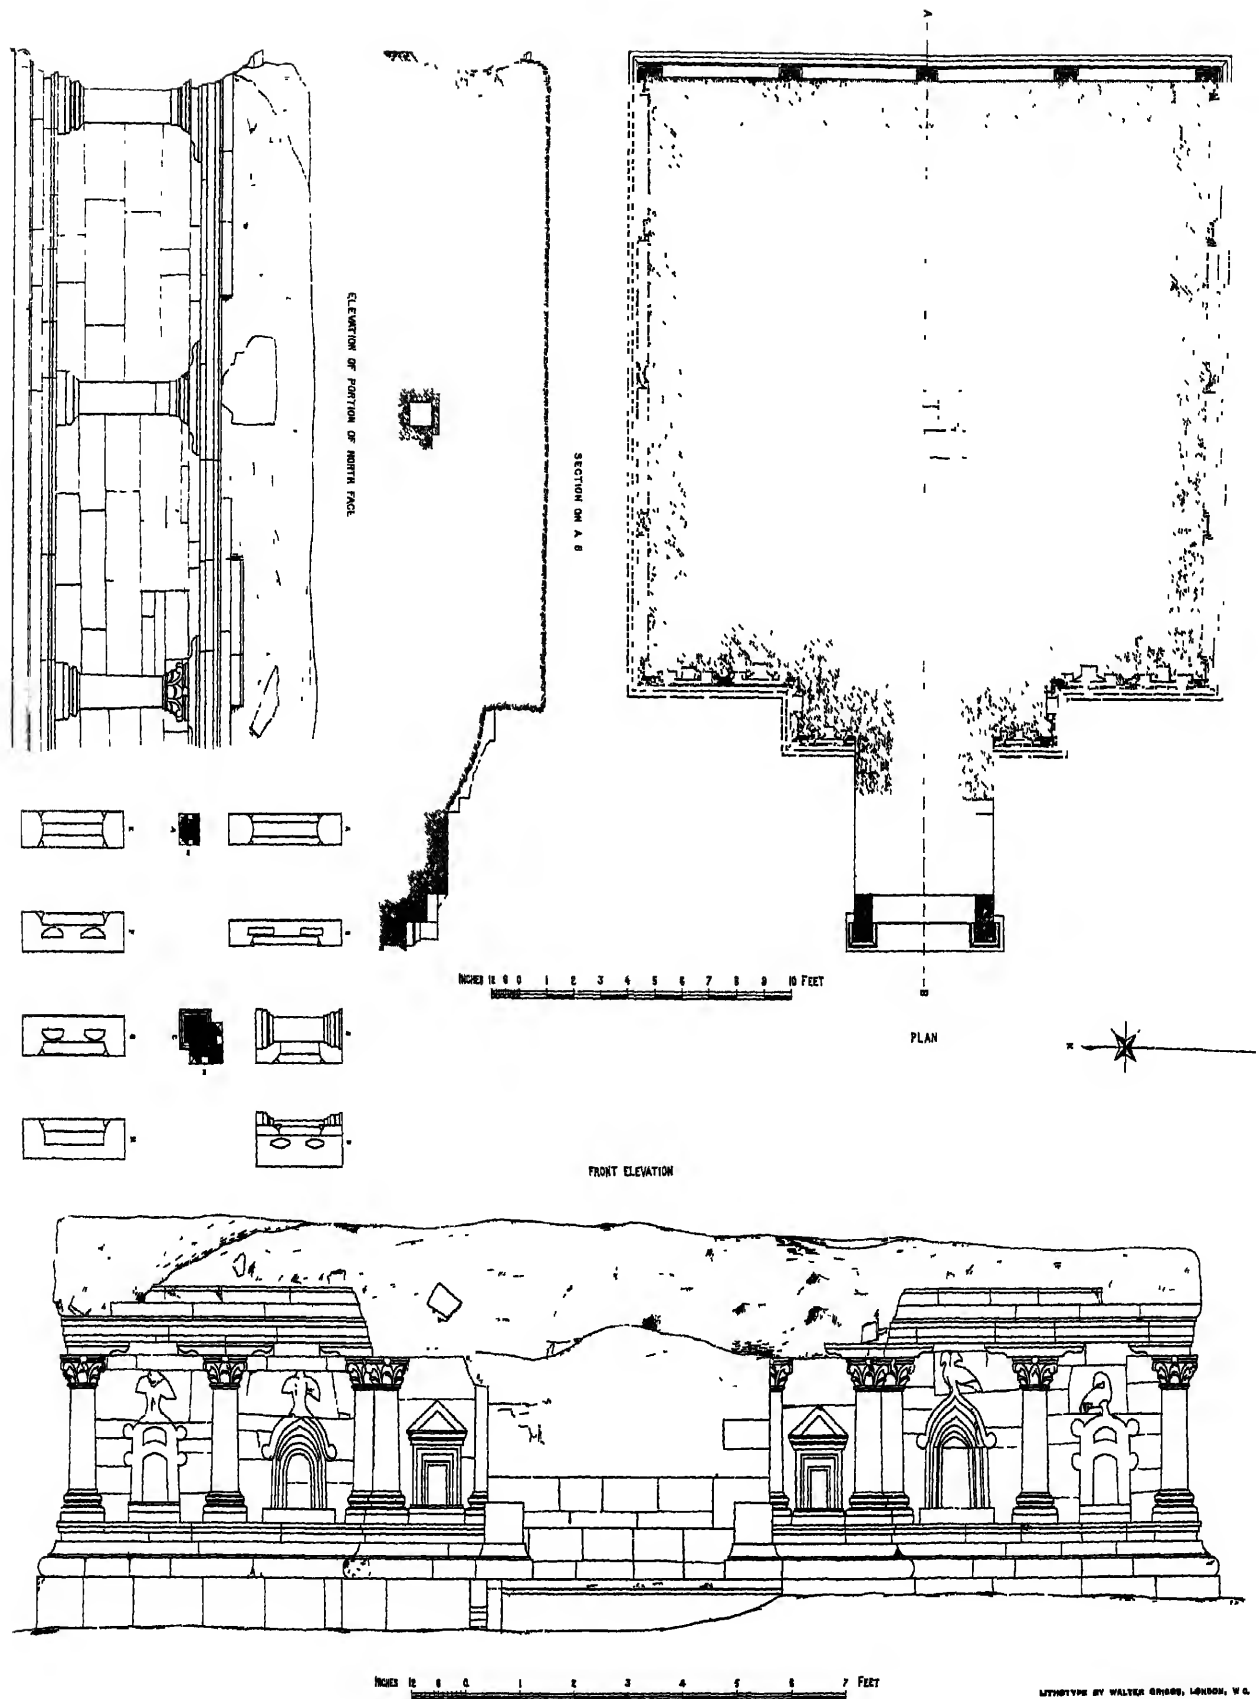 A
ELEVATION OF PORTION OF NORTH FACE
SECTION ON A B
INCHES 12 6 0 1 2 3 4 5 6 7 8 9 10 FEET
B
PLAN
FRONT ELEVATION
INCHES 12 6 0 1 2 3 4 5 6 7 FEET
LITHOTYPE BY WALTER GRIGGS, LONDON, W C.